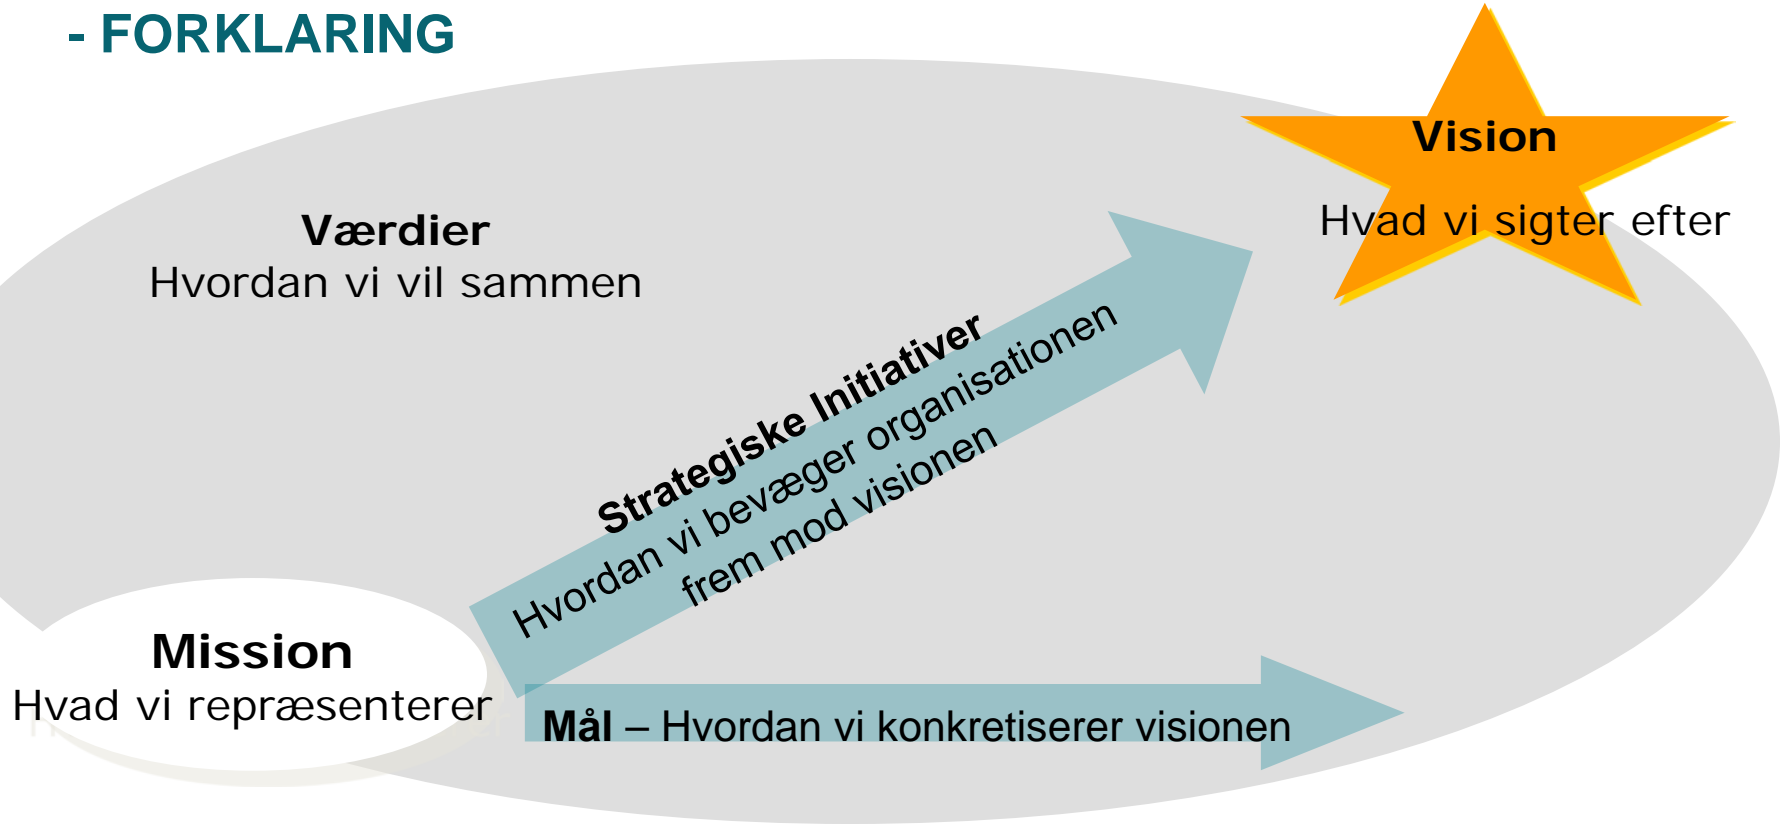 - FORKLARING
Vision
Hvad vi sigter efter
Værdier
Hvordan vi vil sammen
Strategiske Initiativer
Hvordan vi bevæger organisationen
frem mod visionen
Mission
Hvad vi repræsenterer
Mål – Hvordan vi konkretiserer visionen